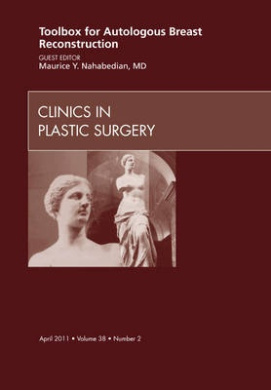 Toolbox for Autologous Breast
Reconstruction
GUEST EDITOR
Maurice Y. Nahabedian, MD
CLINICS IN
PLASTIC SURGERY
April 2011 • Volume 38 • Number 2